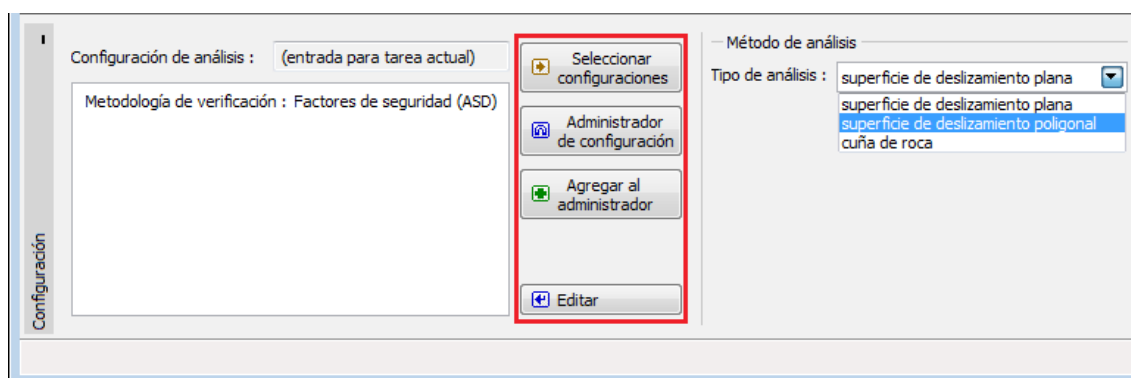 Configuración de análisis : (entrada para tarea actual)
Metodología de verificación : Factores de seguridad (ASD)
Seleccionar
configuraciones
Administrador
de configuración
Agregar al
administrador
Editar
Método de análisis
Tipo de análisis : superficie de deslizamiento plana
superficie de deslizamiento plana
superficie de deslizamiento poligonal
cuña de roca
Configuración